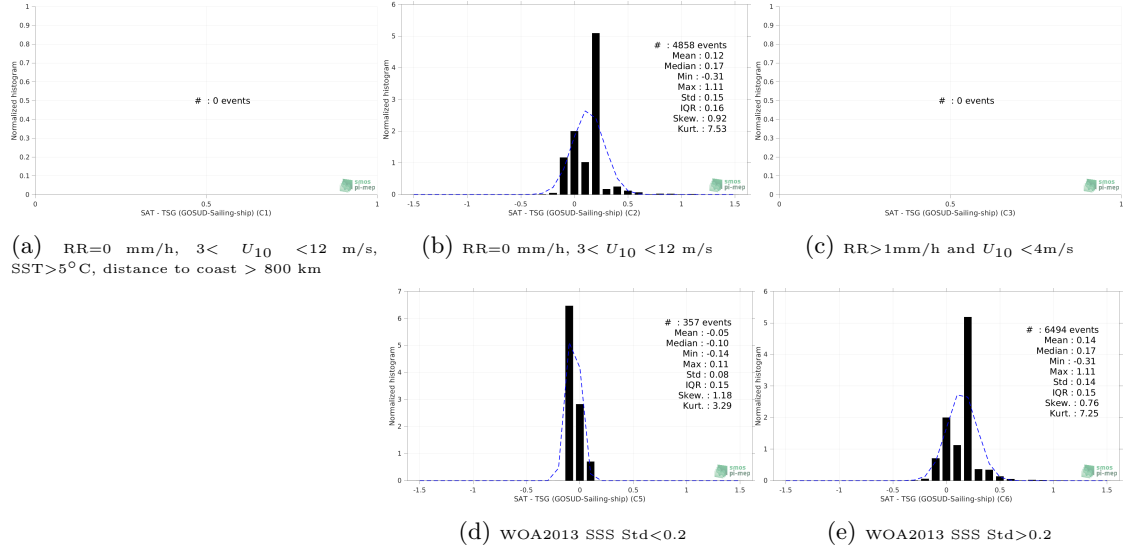 1
0.9
0.8
0.7
0.6
0.5
0.4
0.3
0.2
0.1
0
Normalized histogram
# : 0 events
0 0.5 1
SAT - TSG (GOSUD-Sailing-ship) (C1)
smos
pi-mep
(a) RR=0 mm/h, 3< U10 <12 m/s,
SST>5°C, distance to coast > 800 km
6
5
4
3
2
1
0
Normalized histogram
# : 4858 events
Mean : 0.12
Median : 0.17
Min : -0.31
Max : 1.11
Std : 0.15
IQR : 0.16
Skew. : 0.92
Kurt. : 7.53
-1.5 -1 -0.5 0 0.5 1 1.5
SAT - TSG (GOSUD-Sailing-ship) (C2)
smos
pi-mep
(b) RR=0 mm/h, 3< U10 <12 m/s
1
0.9
0.8
0.7
0.6
0.5
0.4
0.3
0.2
0.1
0
Normalized histogram
# : 0 events
0 0.5 1
SAT - TSG (GOSUD-Sailing-ship) (C3)
smos
pi-mep
(c) RR>1mm/h and U10 <4m/s
7
6
5
4
3
2
1
0
Normalized histogram
# : 357 events
Mean : -0.05
Median : -0.10
Min : -0.14
Max : 0.11
Std : 0.08
IQR : 0.15
Skew. : 1.18
Kurt. : 3.29
-1.5 -1 -0.5 0 0.5 1 1.5
SAT - TSG (GOSUD-Sailing-ship) (C5)
smos
pi-mep
(d) WOA2013 SSS Std<0.2
6
5
4
3
2
1
0
Normalized histogram
# : 6494 events
Mean : 0.14
Median : 0.17
Min : -0.31
Max : 1.11
Std : 0.14
IQR : 0.15
Skew. : 0.76
Kurt. : 7.25
-1.5 -1 -0.5 0 0.5 1 1.5
SAT - TSG (GOSUD-Sailing-ship) (C6)
smos
pi-mep
(e) WOA2013 SSS Std>0.2